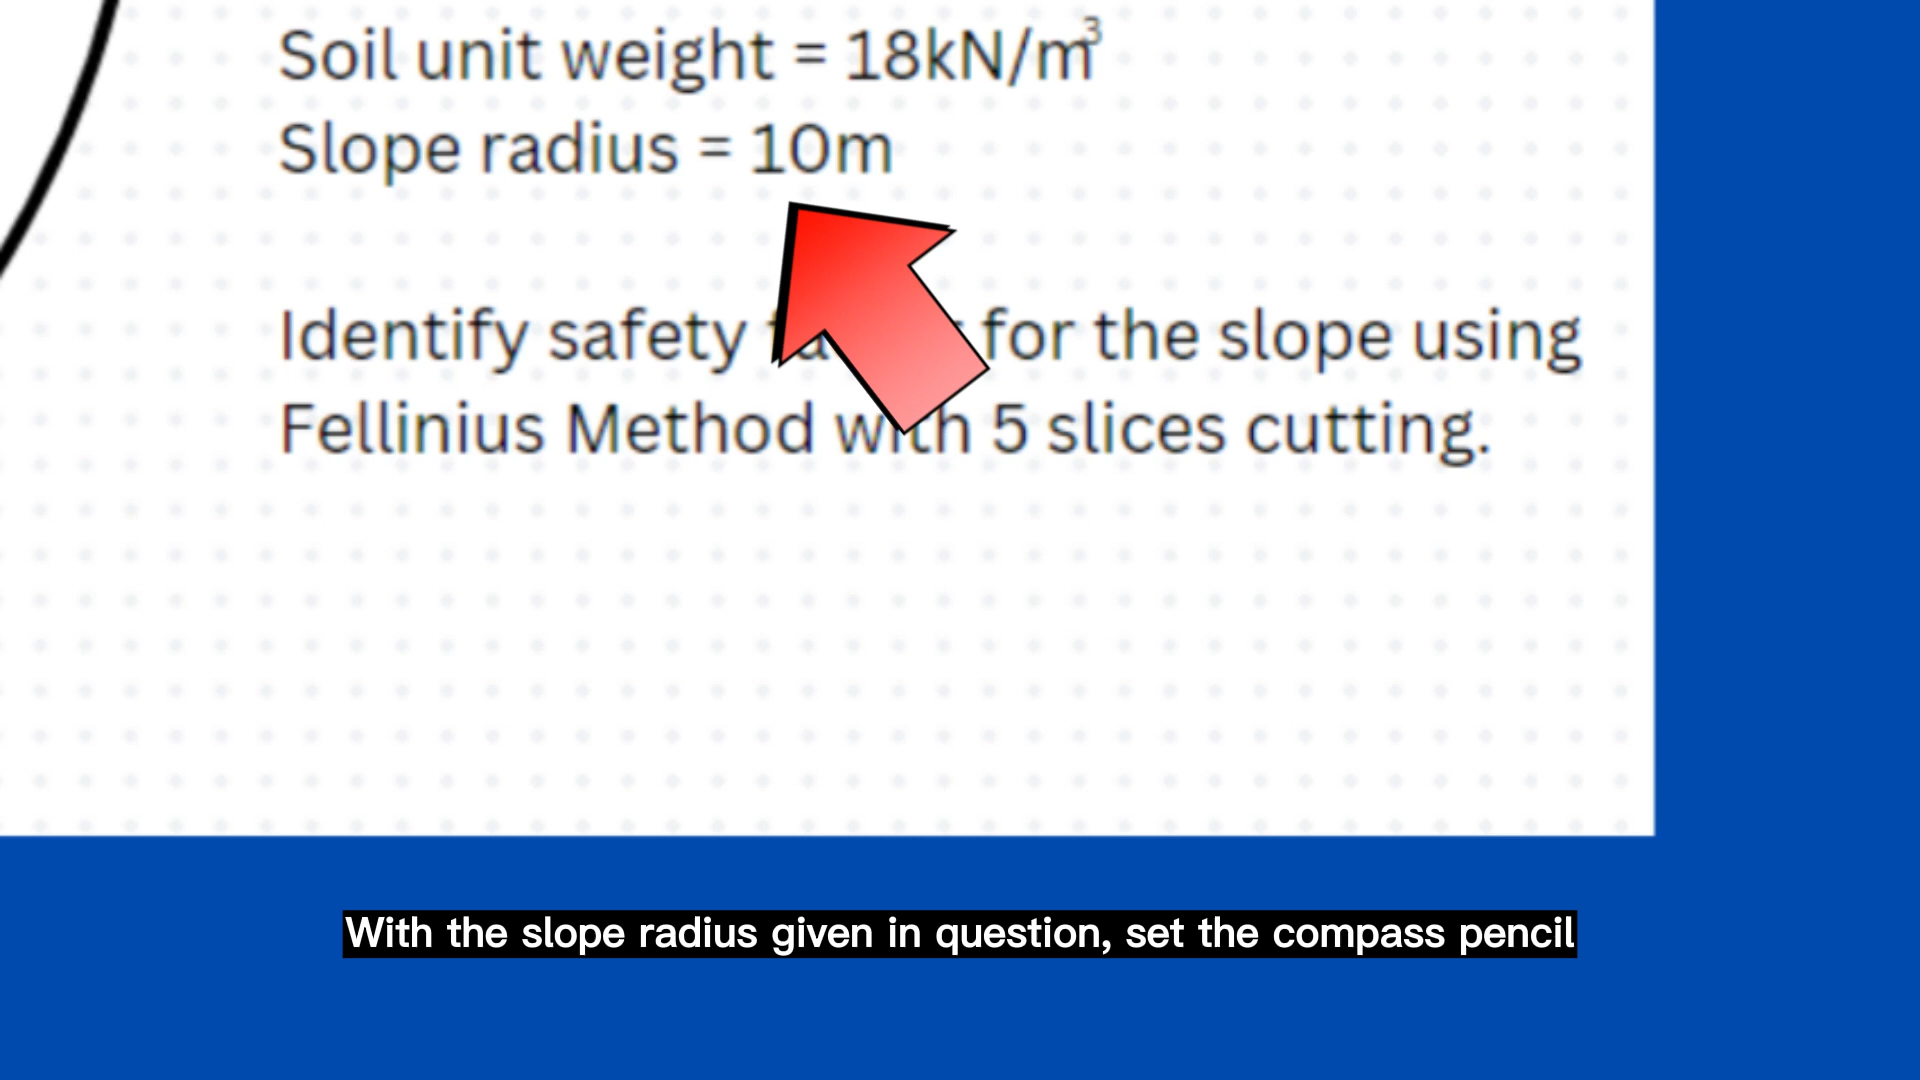 Soil unit weight = 18kN/m³
Slope radius = 10m
Identify safety for the slope using
Fellinius Method with 5 slices cutting.
With the slope radius given in question, set the compass pencil